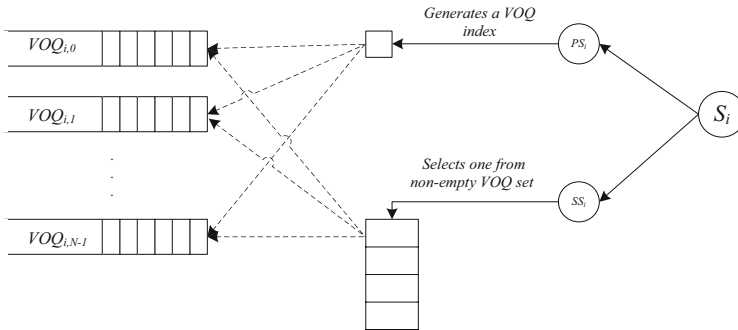 Generates a VOQ
index
VOQi,0
PSi
VOQi,1
Si
.
.
.
.
Selects one from
non-empty VOQ set
SSi
VOQi,N-1